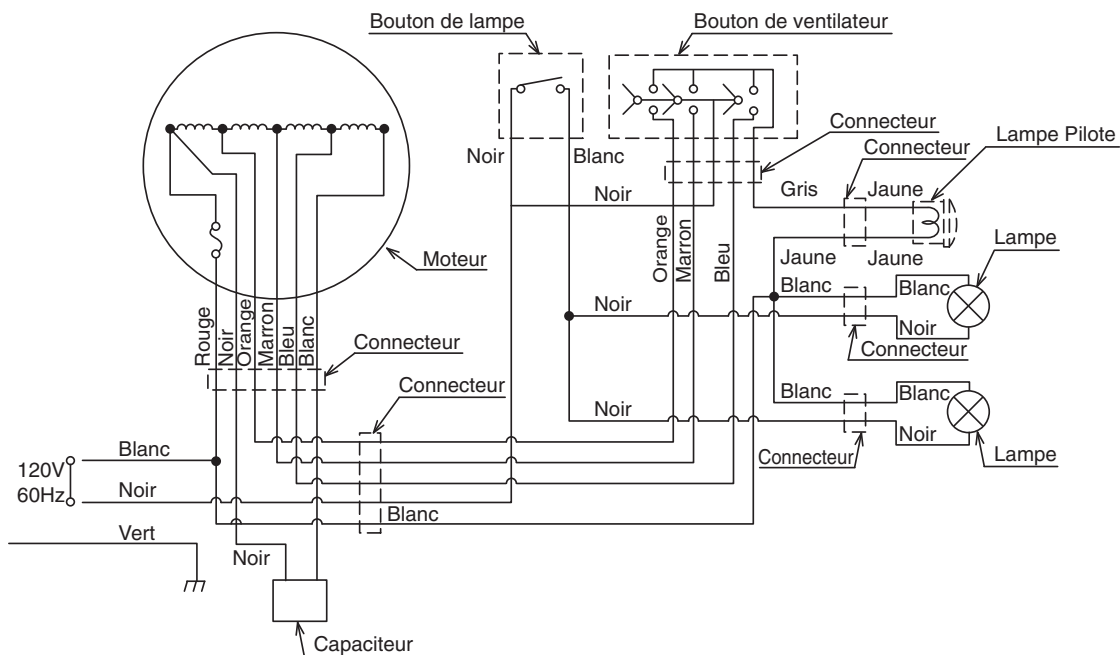 Bouton de lampe
Bouton de ventilateur
Connecteur
Noir
Blanc
Connecteur
Lampe Pilote
Noir
Gris
Jaune
Orange
Marron
Bleu
Moteur
Jaune
Jaune
Lampe
Blanc
Blanc
Noir
Noir
Rouge
Noir
Orange
Marron
Bleu
Blanc
Connecteur
Connecteur
Connecteur
Blanc
Blanc
Noir
Noir
Blanc
Connecteur
Lampe
120V
60Hz
Noir
Blanc
Vert
Noir
Capaciteur